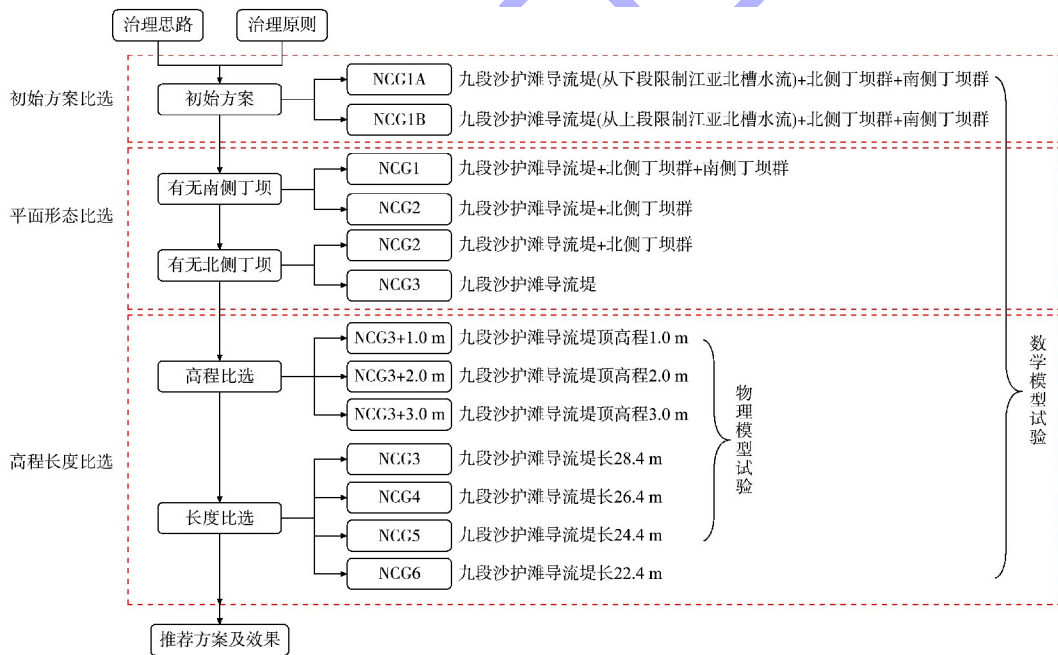 治理思路
治理原则
初始方案比选
初始方案
NCG1A 九段沙护滩导流堤(从下段限制江亚北槽水流)+北侧丁坝群+南侧丁坝群
NCG1B 九段沙护滩导流堤(从上段限制江亚北槽水流)+北侧丁坝群+南侧丁坝群
平面形态比选
有无南侧丁坝
NCG1 九段沙护滩导流堤+北侧丁坝群+南侧丁坝群
NCG2 九段沙护滩导流堤+北侧丁坝群
有无北侧丁坝
NCG2 九段沙护滩导流堤+北侧丁坝群
NCG3 九段沙护滩导流堤
高程长度比选
高程比选
NCG3+1.0 m 九段沙护滩导流堤顶高程1.0 m
NCG3+2.0 m 九段沙护滩导流堤顶高程2.0 m
NCG3+3.0 m 九段沙护滩导流堤顶高程3.0 m
长度比选
NCG3 九段沙护滩导流堤长28.4 m
NCG4 九段沙护滩导流堤长26.4 m
NCG5 九段沙护滩导流堤长24.4 m
NCG6 九段沙护滩导流堤长22.4 m
物理模型试验
数学模型试验
推荐方案及效果